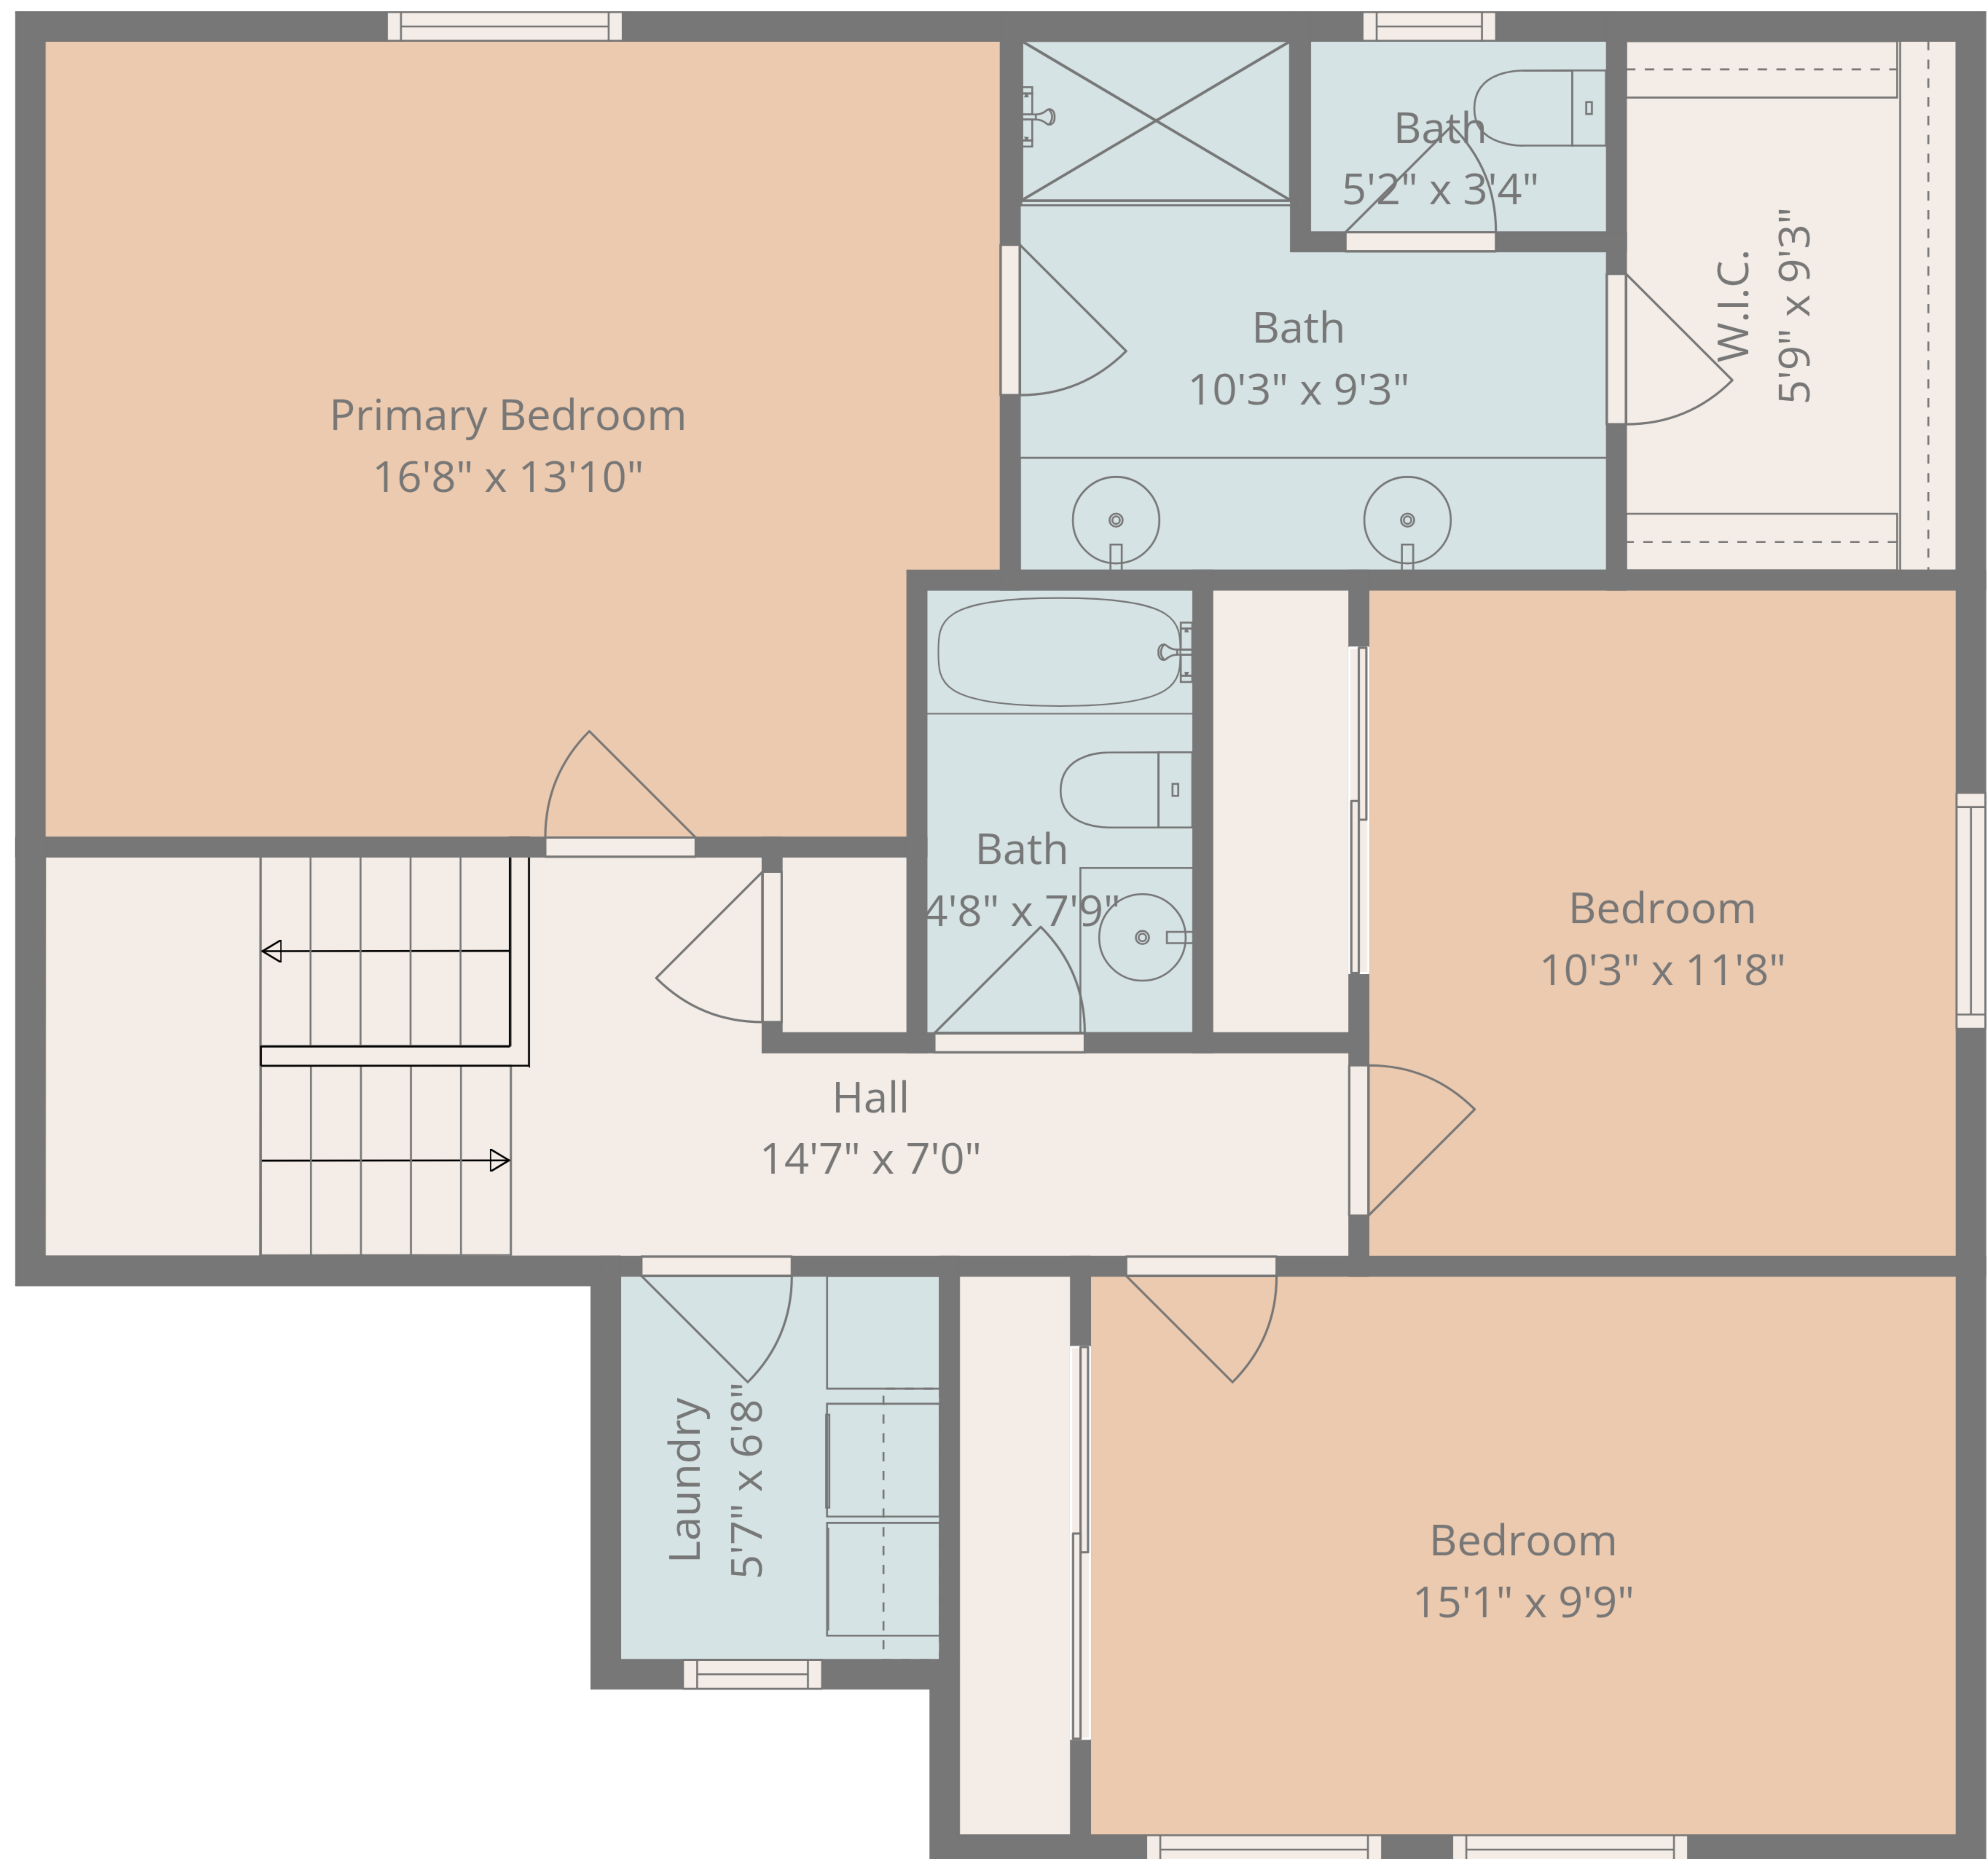 Primary Bedroom
16'8" x 13'10"
Bath
5'2" x 3'4"
Bath
10'3" x 9'3"
W.I.C.
5'9" x 9'3"
Bath
4'8" x 7'9"
Bedroom
10'3" x 11'8"
Hall
14'7" x 7'0"
Laundry
5'7" x 6'8"
Bedroom
15'1" x 9'9"